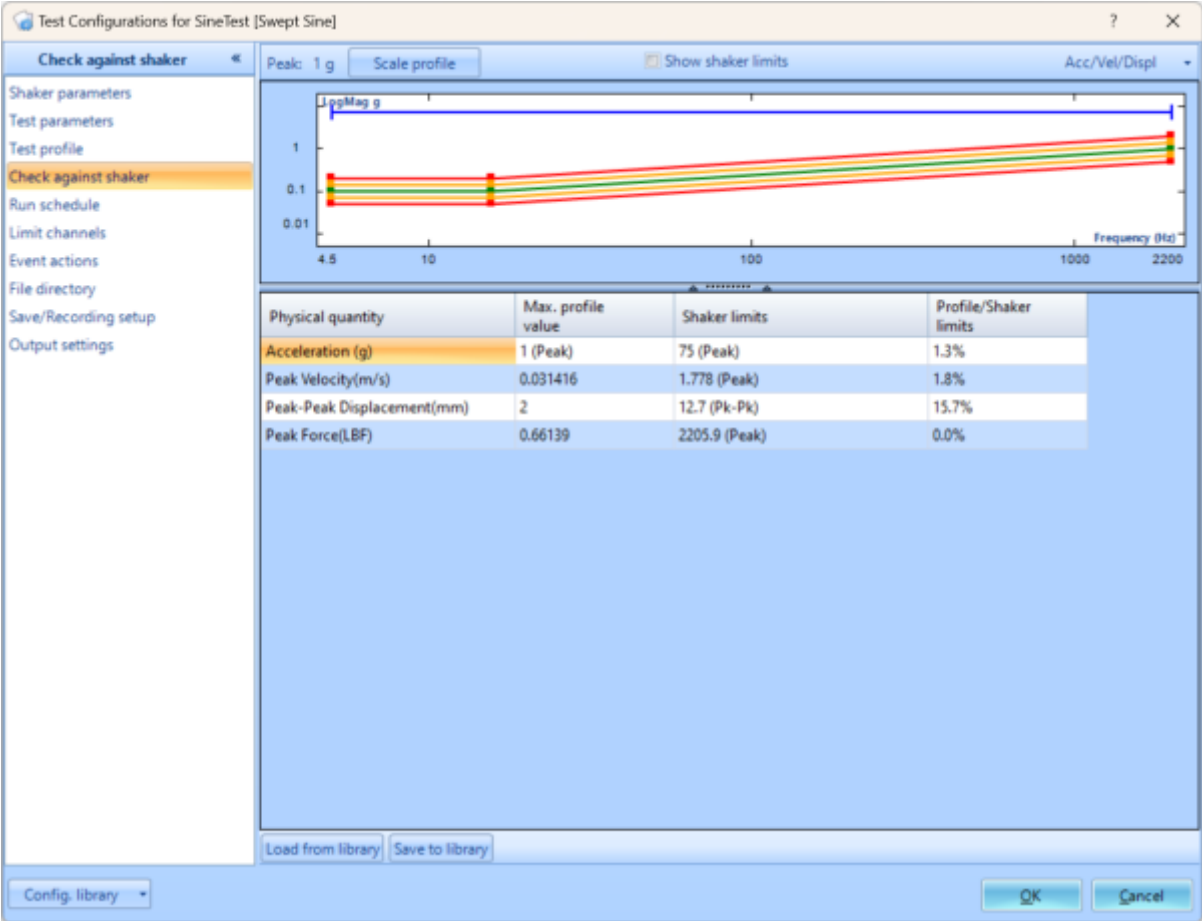 Test Configurations for SineTest [Swept Sine]
?
Check against shaker «
Shaker parameters
Test parameters
Test profile
Check against shaker
Run schedule
Limit channels
Event actions
File directory
Save/Recording setup
Output settings
Peak: 1 g Scale profile Show shaker limits Acc/Vel/Displ
LogMag g
1
0.1
0.01
Frequency (Hz)
4.5 10 100 1000 2200
Physical quantity Max. profile value Shaker limits Profile/Shaker limits
Acceleration (g) 1 (Peak) 75 (Peak) 1.3%
Peak Velocity(m/s) 0.031416 1.778 (Peak) 1.8%
Peak-Peak Displacement(mm) 2 12.7 (Pk-Pk) 15.7%
Peak Force(LBF) 0.66139 2205.9 (Peak) 0.0%
Load from library Save to library
Config. library OK Cancel